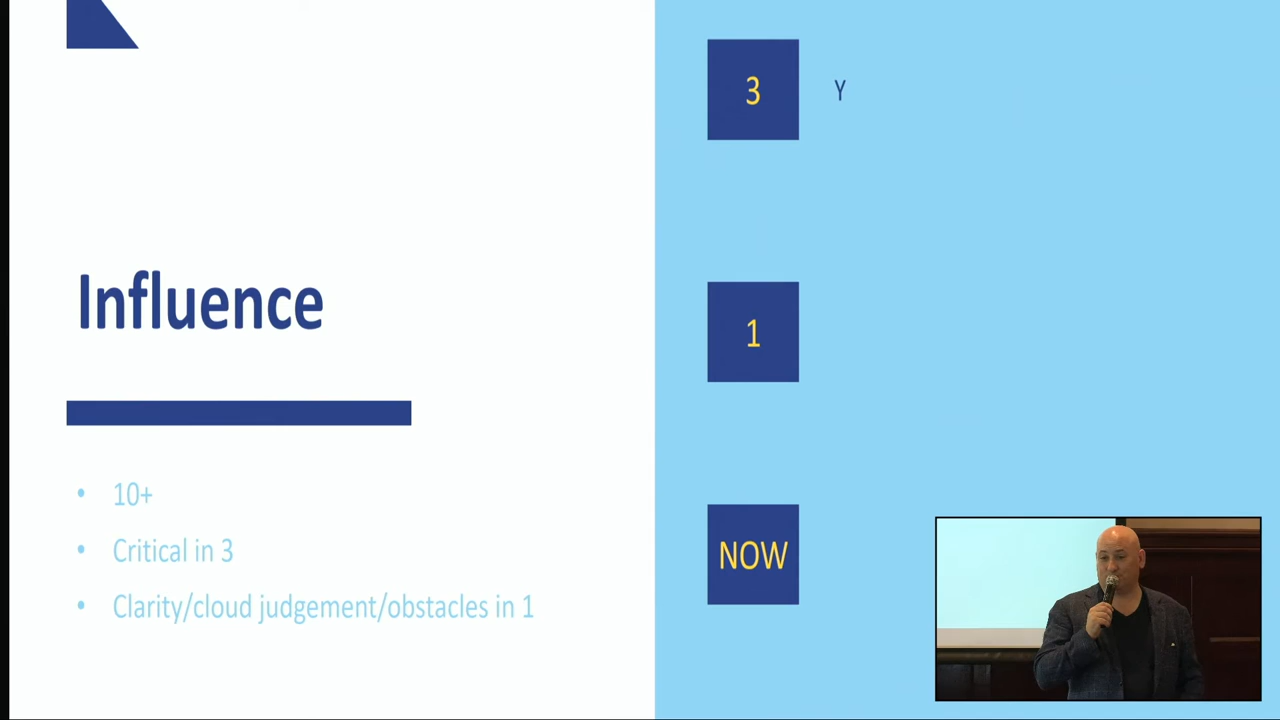 Influence
• 10+
• Critical in 3
• Clarity/cloud judgement/obstacles in 1
3
Y
1
NOW